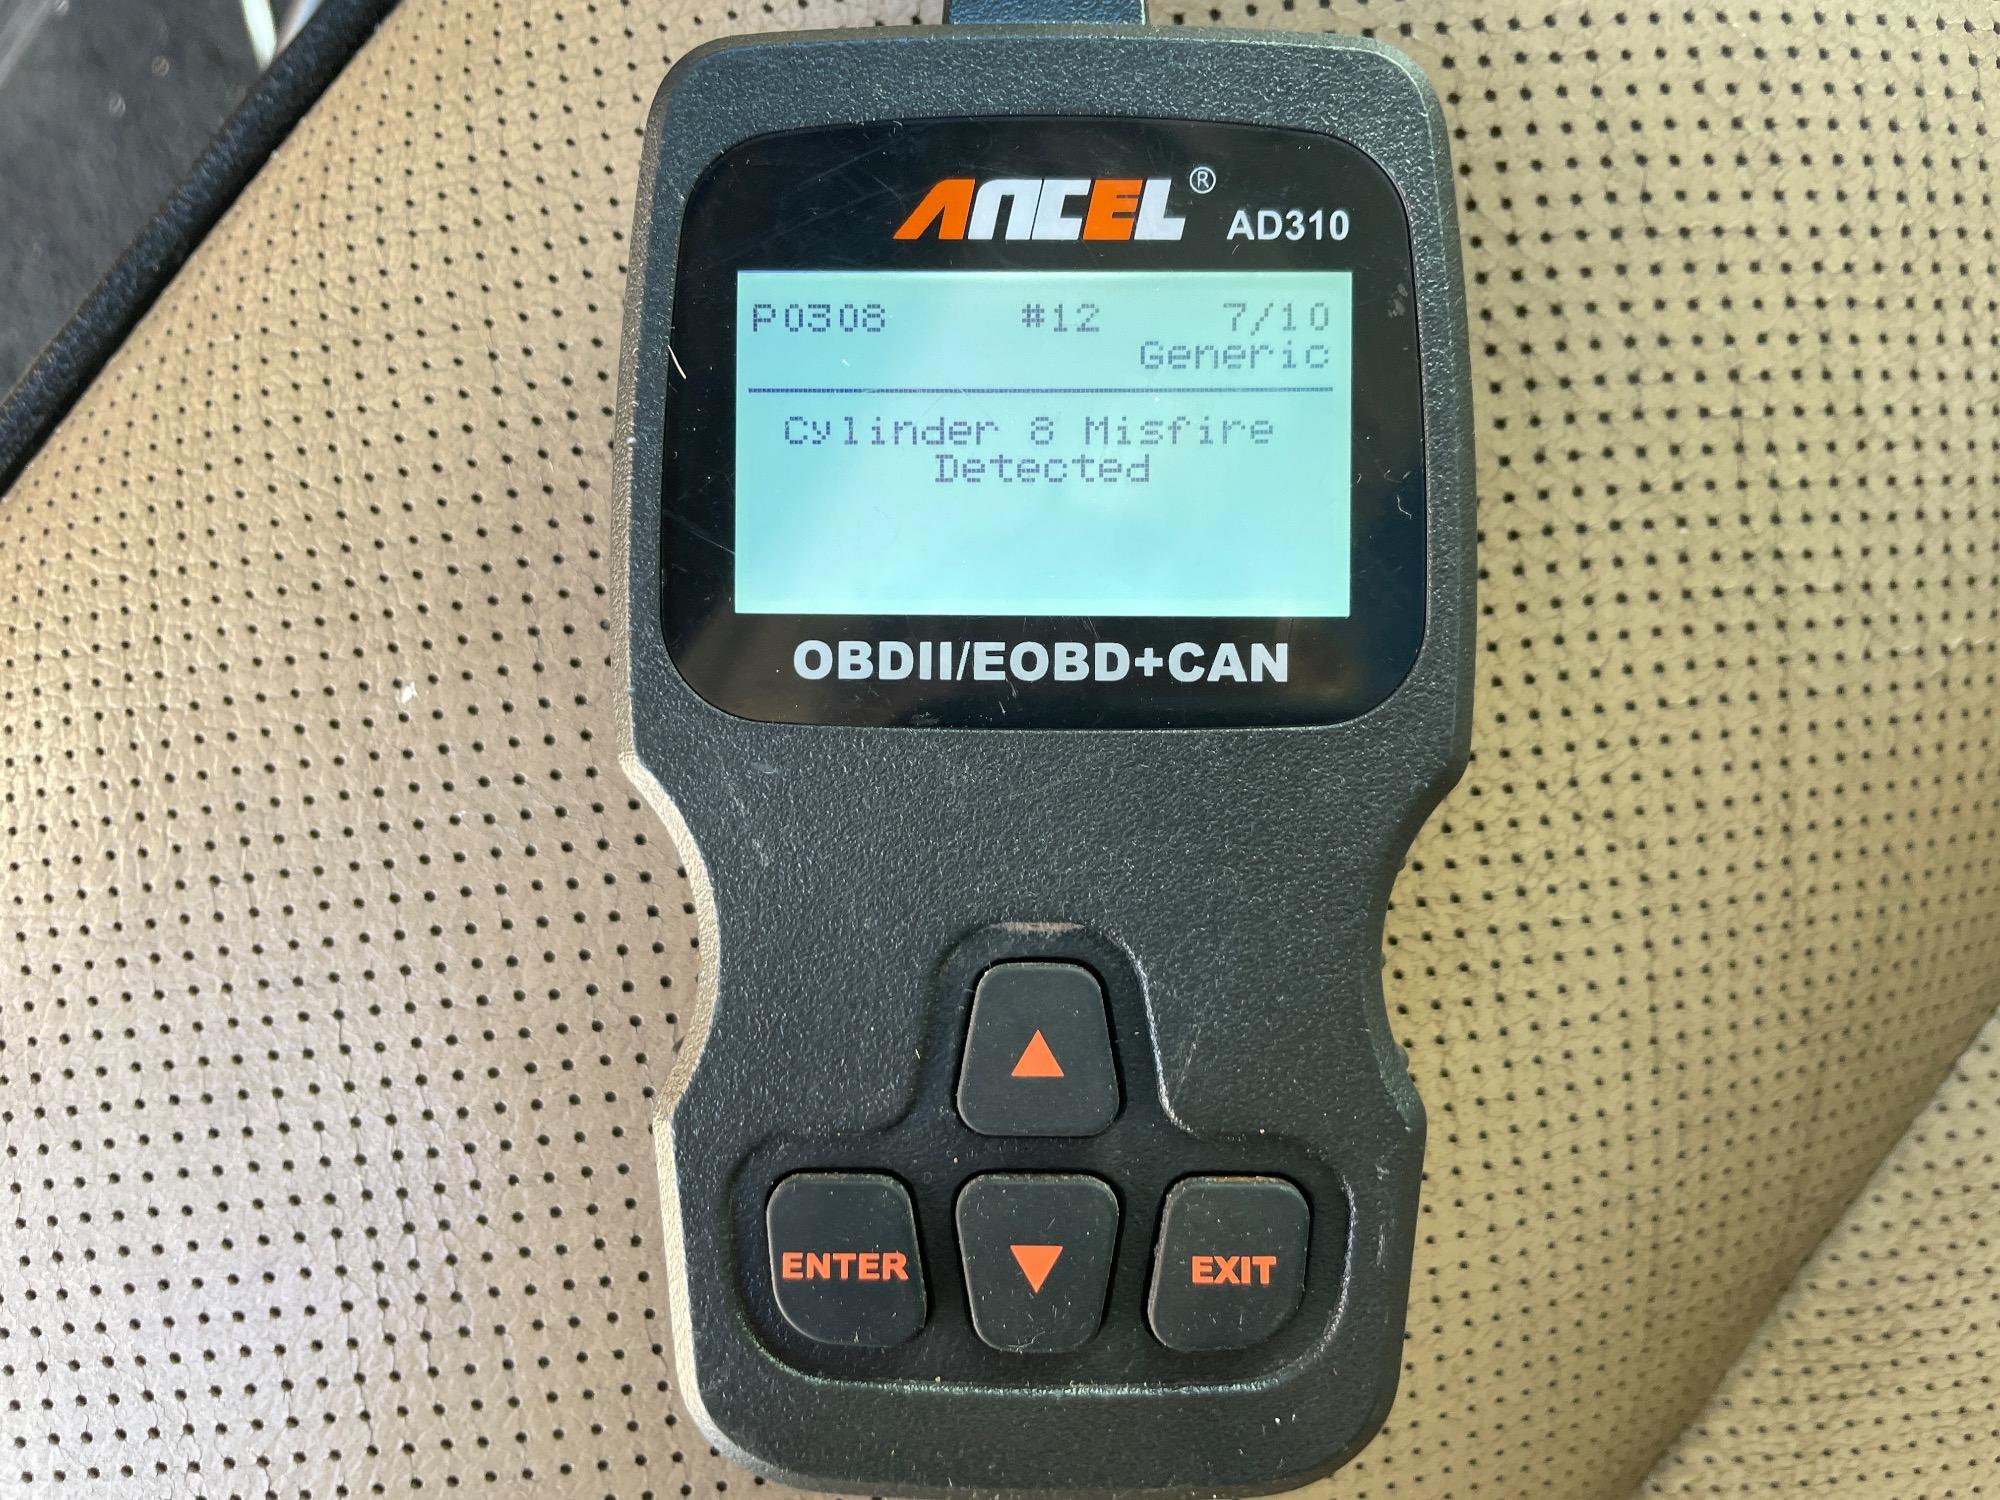 ANCEL® AD310
P0308 #12 7/10
Generic
Cylinder 8 Misfire
Detected
OBDII/EOBD+CAN
▲
ENTER ▼ EXIT